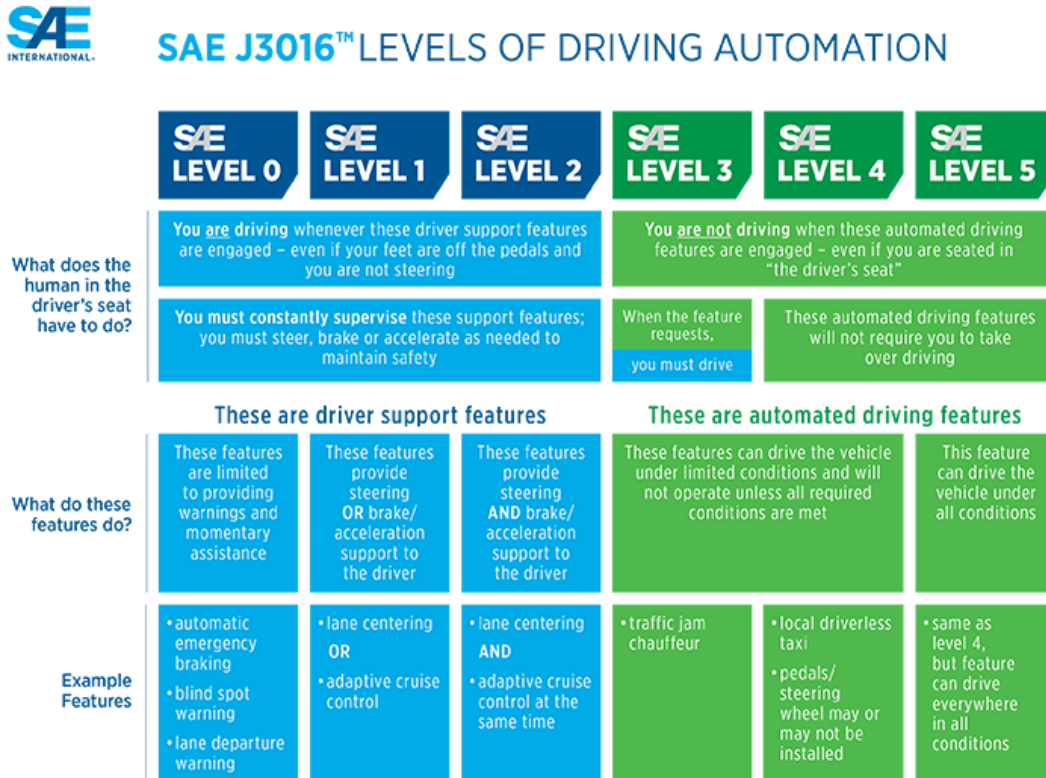 SAE
INTERNATIONAL®
SAE J3016™ LEVELS OF DRIVING AUTOMATION
SAE
LEVEL 0
SAE
LEVEL 1
SAE
LEVEL 2
SAE
LEVEL 3
SAE
LEVEL 4
SAE
LEVEL 5
What does the
human in the
driver's seat
have to do?
You are driving whenever these driver support features
are engaged – even if your feet are off the pedals and
you are not steering
You are not driving when these automated driving
features are engaged – even if you are seated in
“the driver's seat”
You must constantly supervise these support features;
you must steer, brake or accelerate as needed to
maintain safety
When the feature
requests,
you must drive
These automated driving features
will not require you to take
over driving
These are driver support features
These are automated driving features
What do these
features do?
These features
are limited
to providing
warnings and
momentary
assistance
These features
provide
steering
OR brake/
acceleration
support to
the driver
These features
provide
steering
AND brake/
acceleration
support to
the driver
These features can drive the vehicle
under limited conditions and will
not operate unless all required
conditions are met
This feature
can drive the
vehicle under
all conditions
Example
Features
•automatic
emergency
braking
•blind spot
warning
•lane departure
warning
•lane centering
OR
•adaptive cruise
control
•lane centering
AND
•adaptive cruise
control at the
same time
•traffic jam
chauffeur
•local driverless
taxi
•pedals/
steering
wheel may or
may not be
installed
•same as
level 4,
but feature
can drive
everywhere
in all
conditions